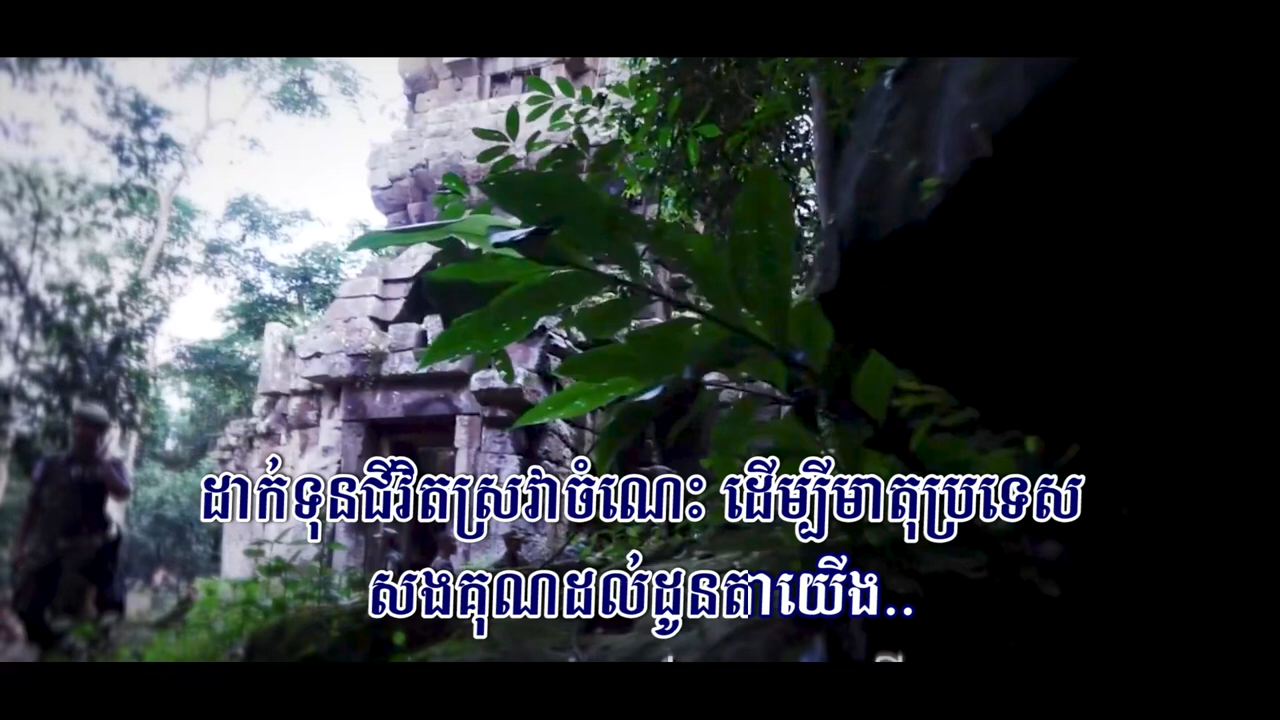 ដាក់ទុនជីវិតស្រវាចំណេះ ដើម្បីមាតុប្រទេស
សងគុណដល់ដូនតាយើង..